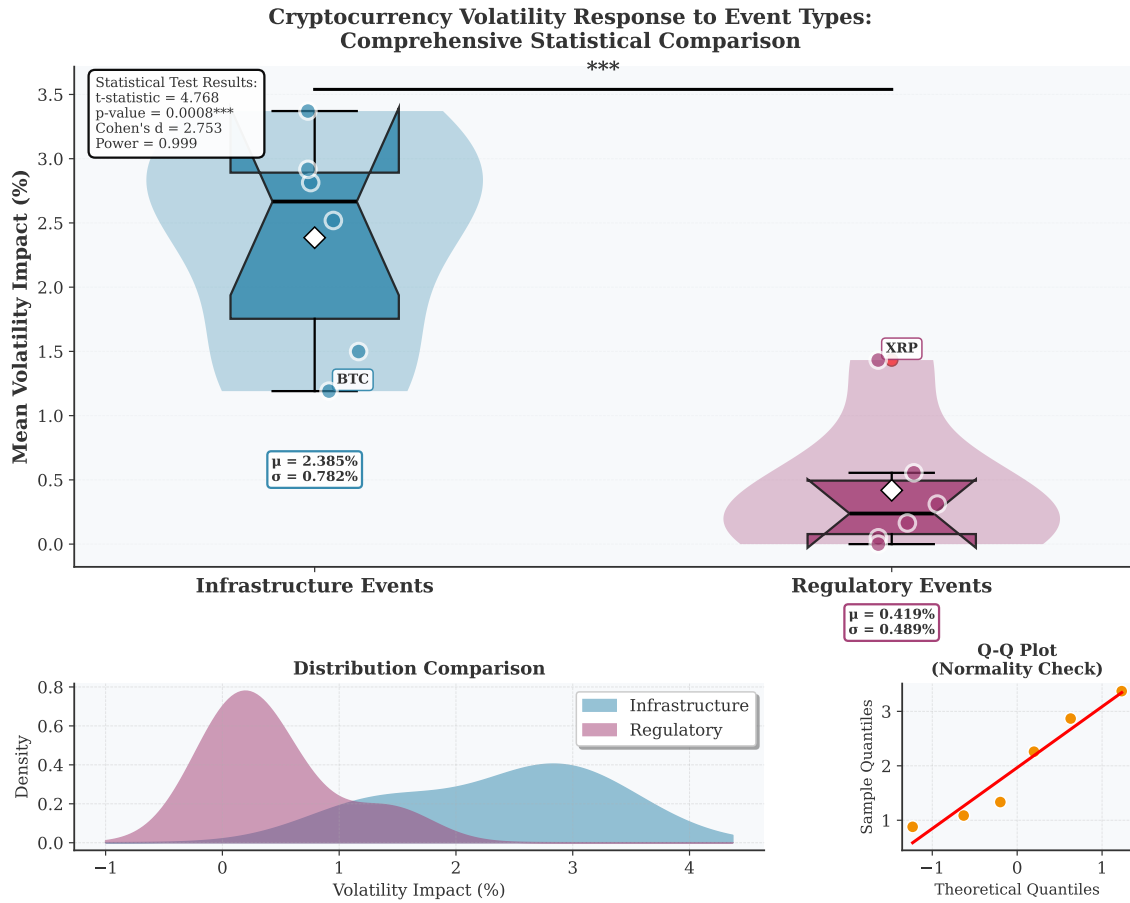 Cryptocurrency Volatility Response to Event Types:
Comprehensive Statistical Comparison
***
Statistical Test Results:
t-statistic = 4.768
p-value = 0.0008***
Cohen's d = 2.753
Power = 0.999
Mean Volatility Impact (%)
3.5
3.0
2.5
2.0
1.5
1.0
0.5
0.0
BTC
XRP
μ = 2.385%
σ = 0.782%
Infrastructure Events
Regulatory Events
μ = 0.419%
σ = 0.489%
Distribution Comparison
Density
0.8
0.6
0.4
0.2
0.0
Infrastructure
Regulatory
−1
0
1
2
3
4
Volatility Impact (%)
Q-Q Plot
(Normality Check)
Sample Quantiles
3
2
1
−1
0
1
Theoretical Quantiles